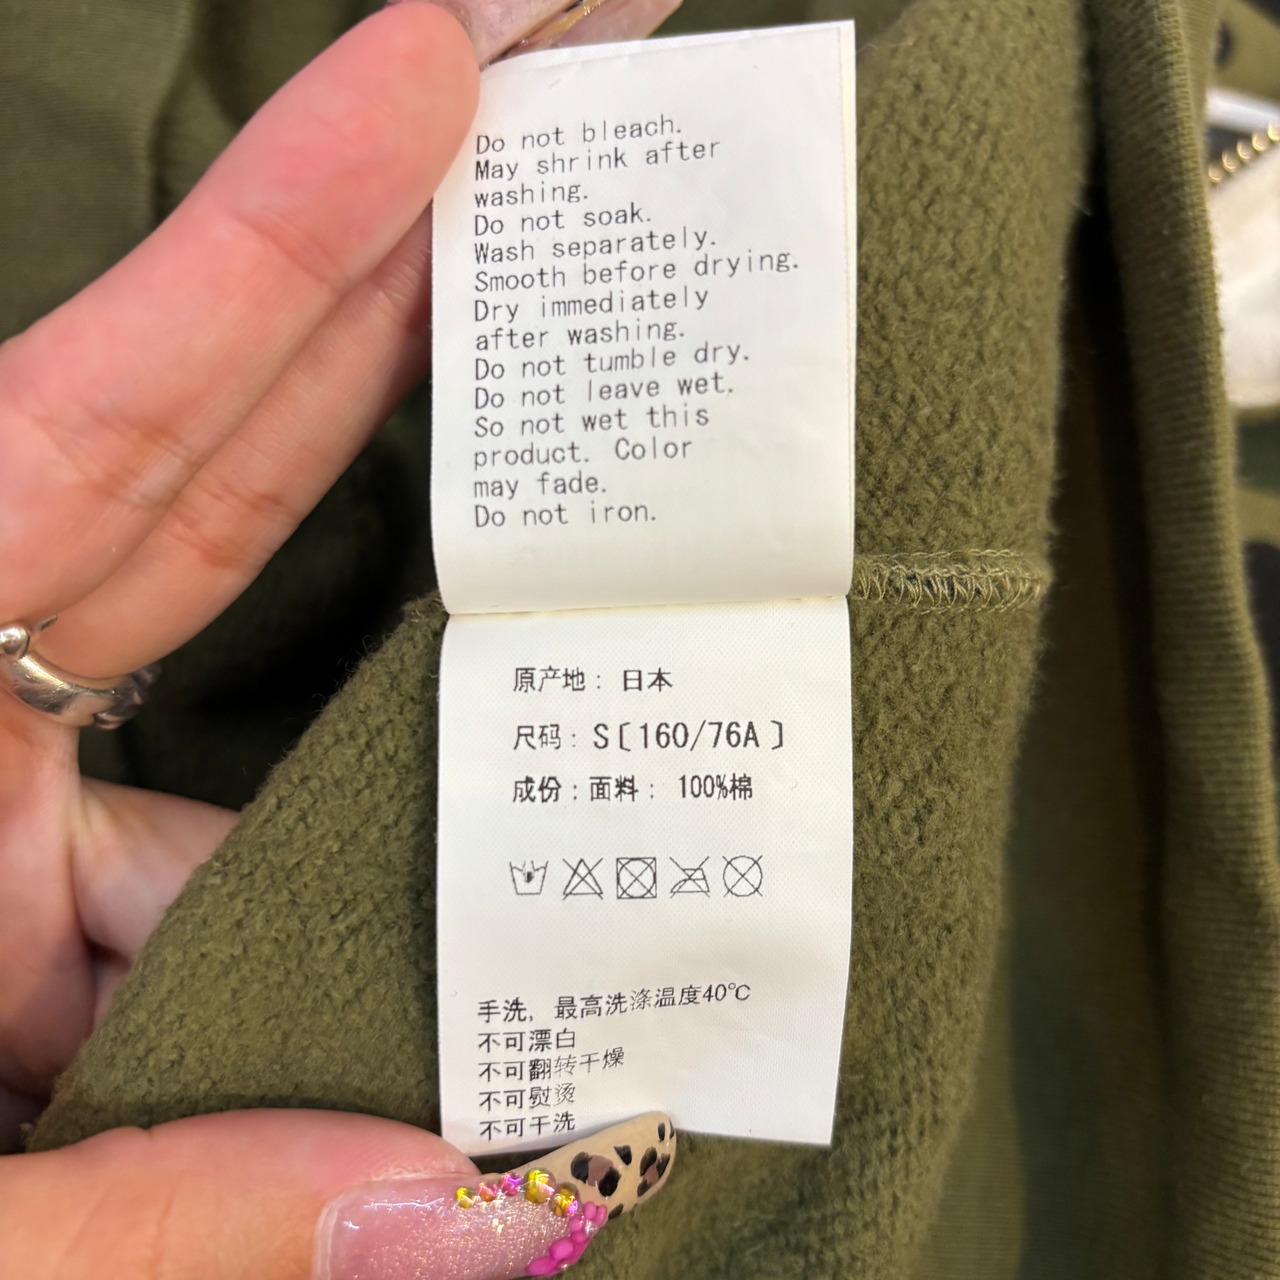 Do not bleach.
May shrink after
washing.
Do not soak.
Wash separately.
Smooth before drying.
Dry immediately
after washing.
Do not tumble dry.
Do not leave wet.
So not wet this
product. Color
may fade.
Do not iron.
原产地：日本
尺码：S〔160/76A〕
成份：面料：100%棉
手洗，最高洗涤温度40℃
不可漂白
不可翻转干燥
不可熨烫
不可干洗